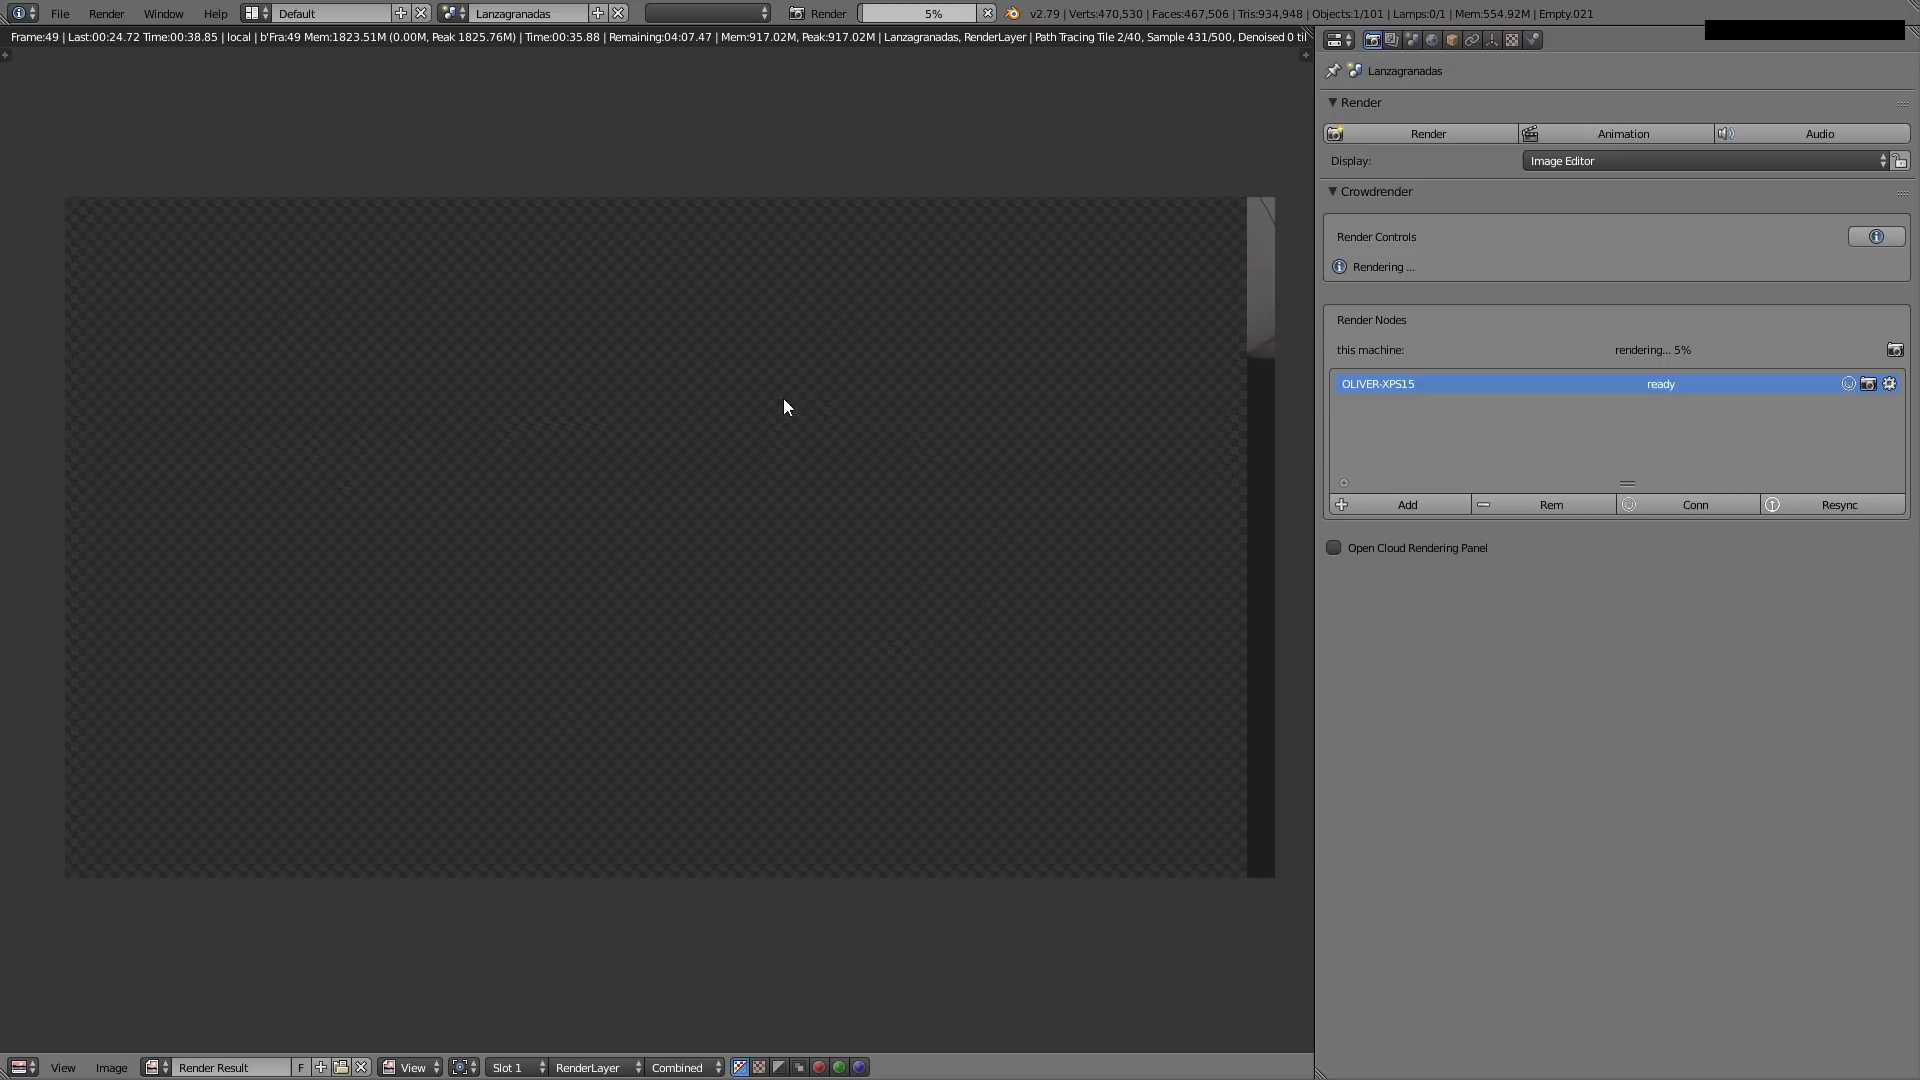 File Render Window Help Default Lanzagranadas Render 5% v2.79 | Verts:470,530 | Faces:467,506 | Tris:934,948 | Objects:1/101 | Lamps:0/1 | Mem:554.92M | Empty.021
Frame:49 | Last:00:24.72 Time:00:38.85 | local | b'Fra:49 Mem:1823.51M (0.00M, Peak 1825.76M) | Time:00:35.88 | Remaining:04:07.47 | Mem:917.02M, Peak:917.02M | Lanzagranadas, RenderLayer | Path Tracing Tile 2/40, Sample 431/500, Denoised 0 til
Lanzagranadas
Render
Render Animation Audio
Display: Image Editor
Crowdrender
Render Controls
Rendering ...
Render Nodes
this machine: rendering... 5%
OLIVER-XPS15 ready
Add Rem Conn Resync
Open Cloud Rendering Panel
View Image Render Result F View Slot 1 RenderLayer Combined